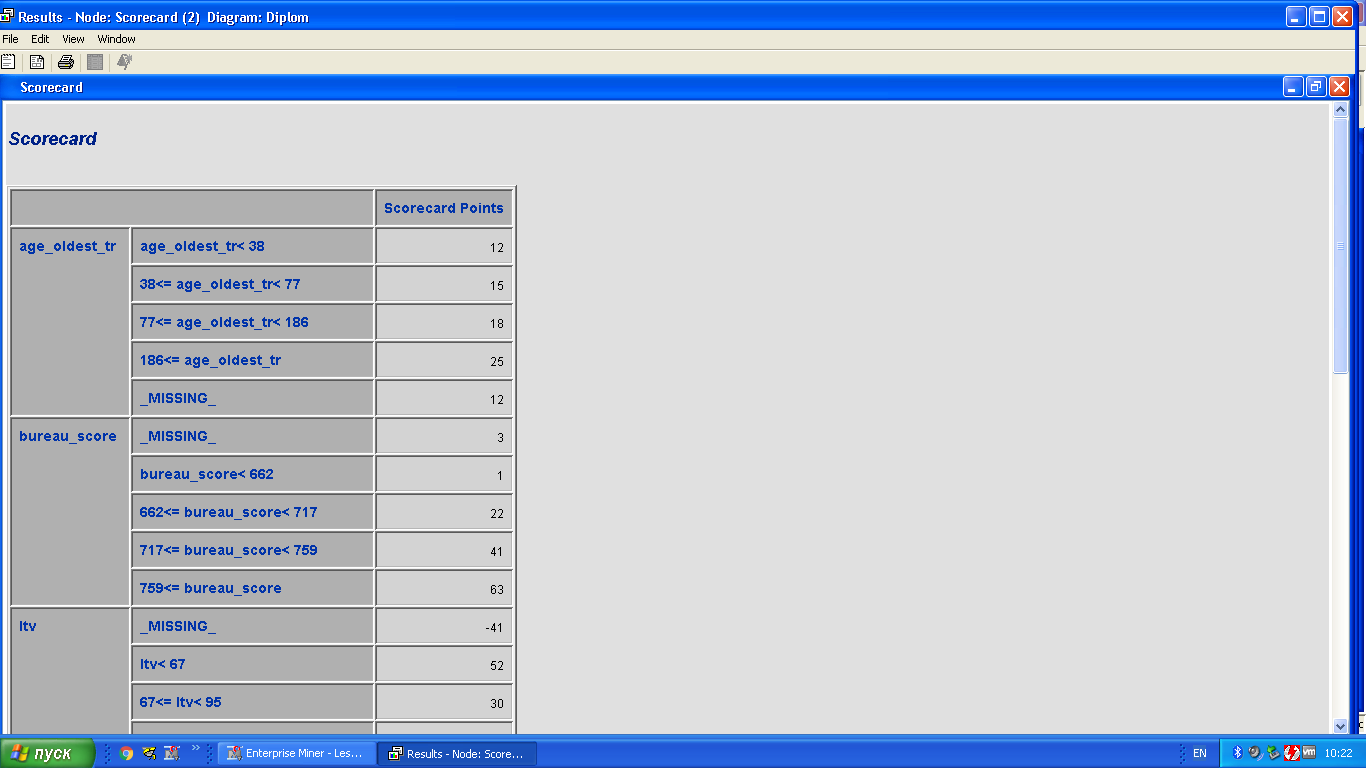 Results - Node: Scorecard (2) Diagram: Diplom
File Edit View Window
Scorecard
Scorecard
Scorecard Points
age_oldest_tr age_oldest_tr< 38 12
38<= age_oldest_tr< 77 15
77<= age_oldest_tr< 186 18
186<= age_oldest_tr 25
_MISSING_ 12
bureau_score _MISSING_ 3
bureau_score< 662 1
662<= bureau_score< 717 22
717<= bureau_score< 759 41
759<= bureau_score 63
ltv _MISSING_ -41
ltv< 67 52
67<= ltv< 95 30
пуск Enterprise Miner - Les... Results - Node: Score... EN 10:22